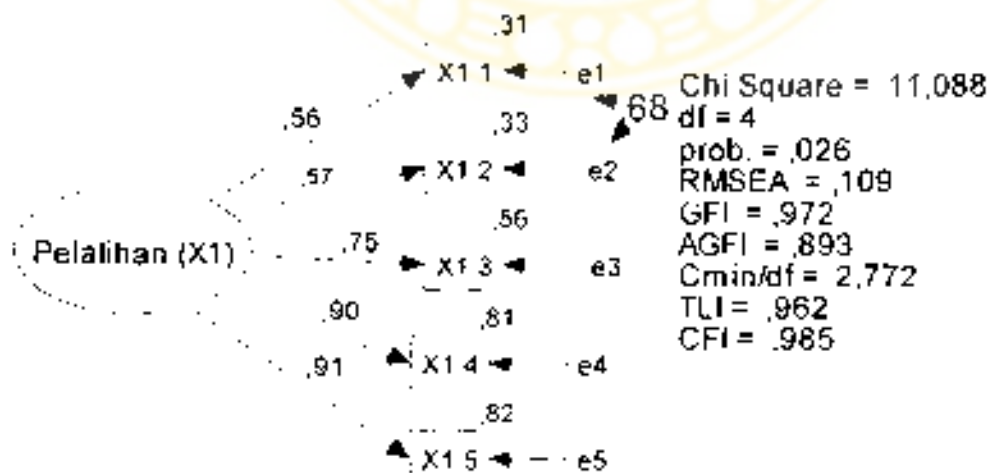 ,31
X1 1 e1
,56 ,33 68
,57 X1 2 e2
,56
Pelalihan (X1) ,75 X1 3 e3
,90 ,81
,91 X1 4 e4
,82
X1 5 e5
Chi Square = 11,088
df = 4
prob. = ,026
RMSEA = ,109
GFI = ,972
AGFI = ,893
Cmin/df = 2,772
TLI = ,962
CFI = ,985